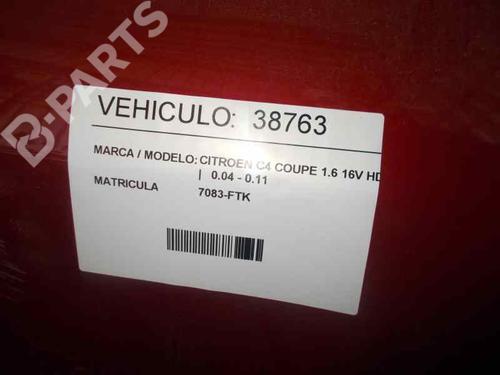 B-PARTS
VEHICULO: 38763
MARCA / MODELO: CITROEN C4 COUPE 1.6 16V HD
| 0.04 - 0.11
MATRICULA 7083-FTK